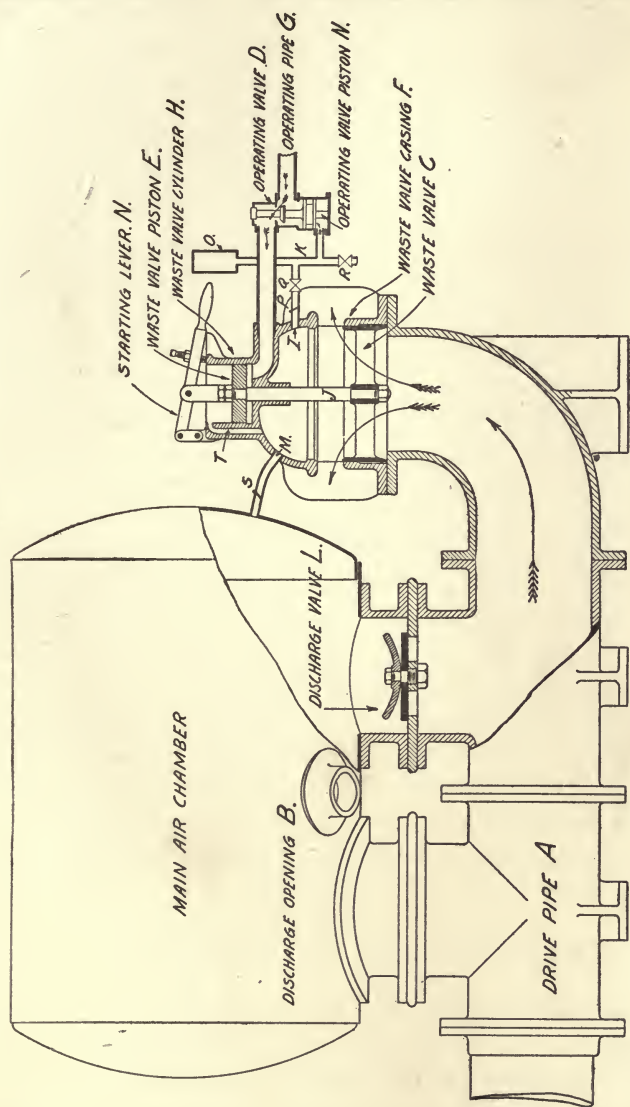 MAIN AIR CHAMBER
DISCHARGE OPENING B.
DRIVE PIPE A
DISCHARGE VALVE L.
STARTING LEVER. N.
WASTE VALVE PISTON E.
WASTE VALVE CYLINDER H.
OPERATING VALVE D.
OPERATING PIPE G.
OPERATING VALVE PISTON N.
WASTE VALVE CASING F.
WASTE VALVE C
O.
K
R
Q
P
I
J
T
M.
S